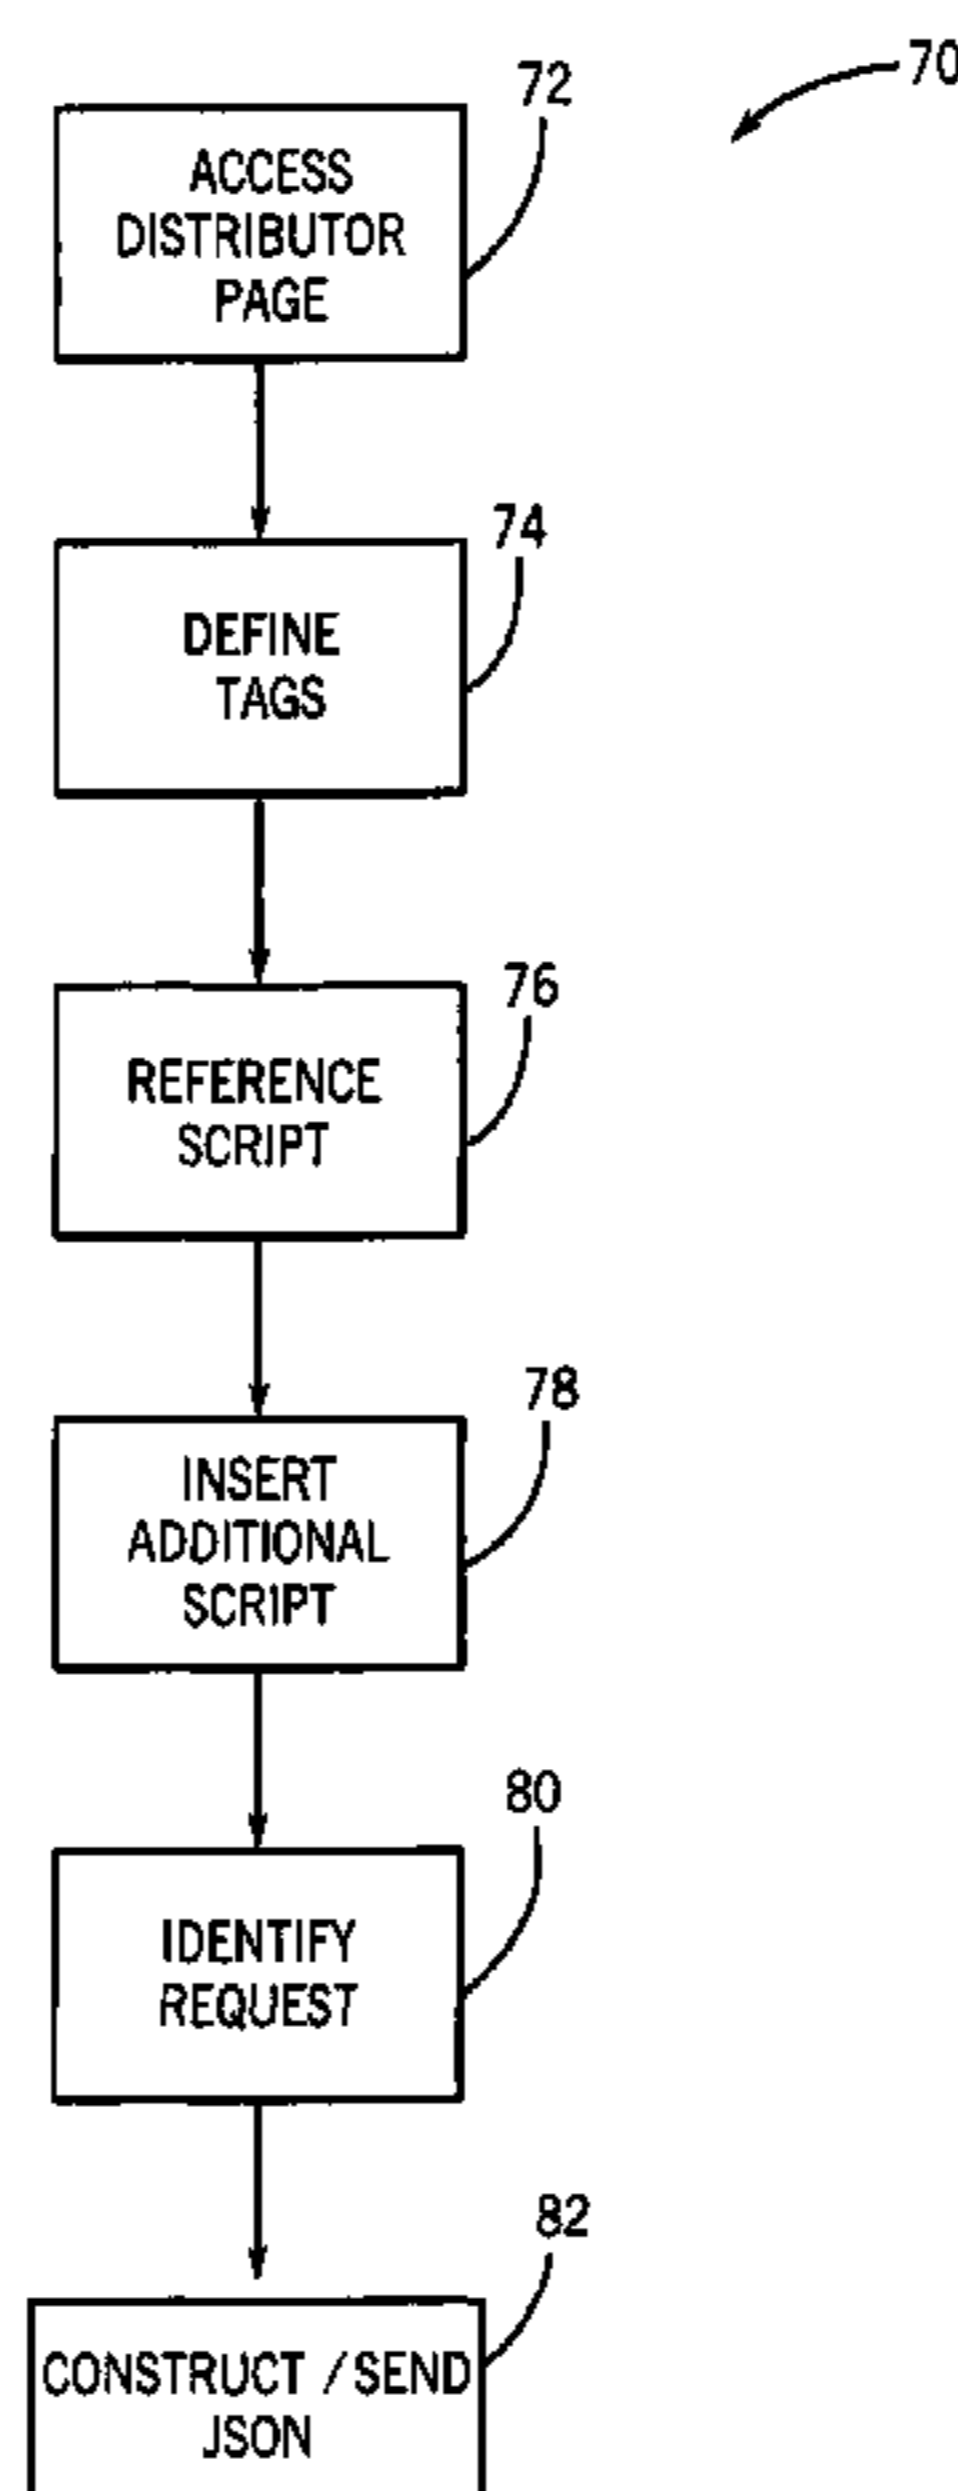 70
72
ACCESS
DISTRIBUTOR
PAGE
74
DEFINE
TAGS
76
REFERENCE
SCRIPT
78
INSERT
ADDITIONAL
SCRIPT
80
IDENTIFY
REQUEST
82
CONSTRUCT / SEND
JSON